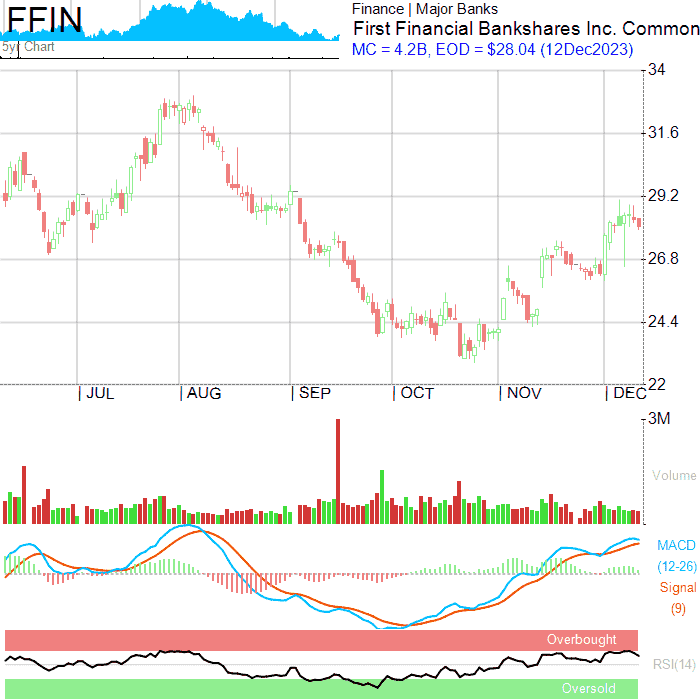 FFIN
5yr Chart
Finance | Major Banks
First Financial Bankshares Inc. Common
MC = 4.2B, EOD = $28.04 (12Dec2023)
34
31.6
29.2
26.8
24.4
22
JUL
AUG
SEP
OCT
NOV
DEC
3M
Volume
MACD
(12-26)
Signal
(9)
Overbought
RSI(14)
Oversold